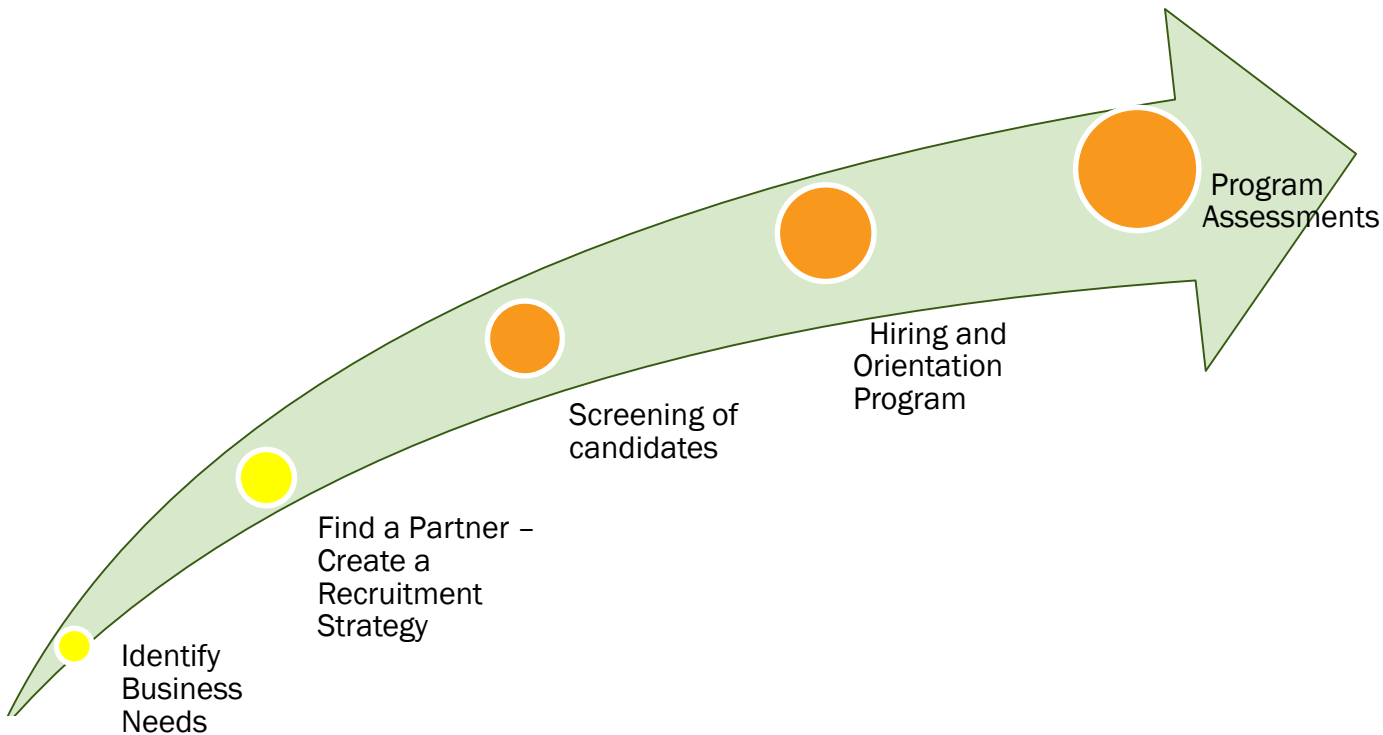 Identify
Business
Needs
Find a Partner –
Create a
Recruitment
Strategy
Screening of
candidates
Hiring and
Orientation
Program
Program
Assessments